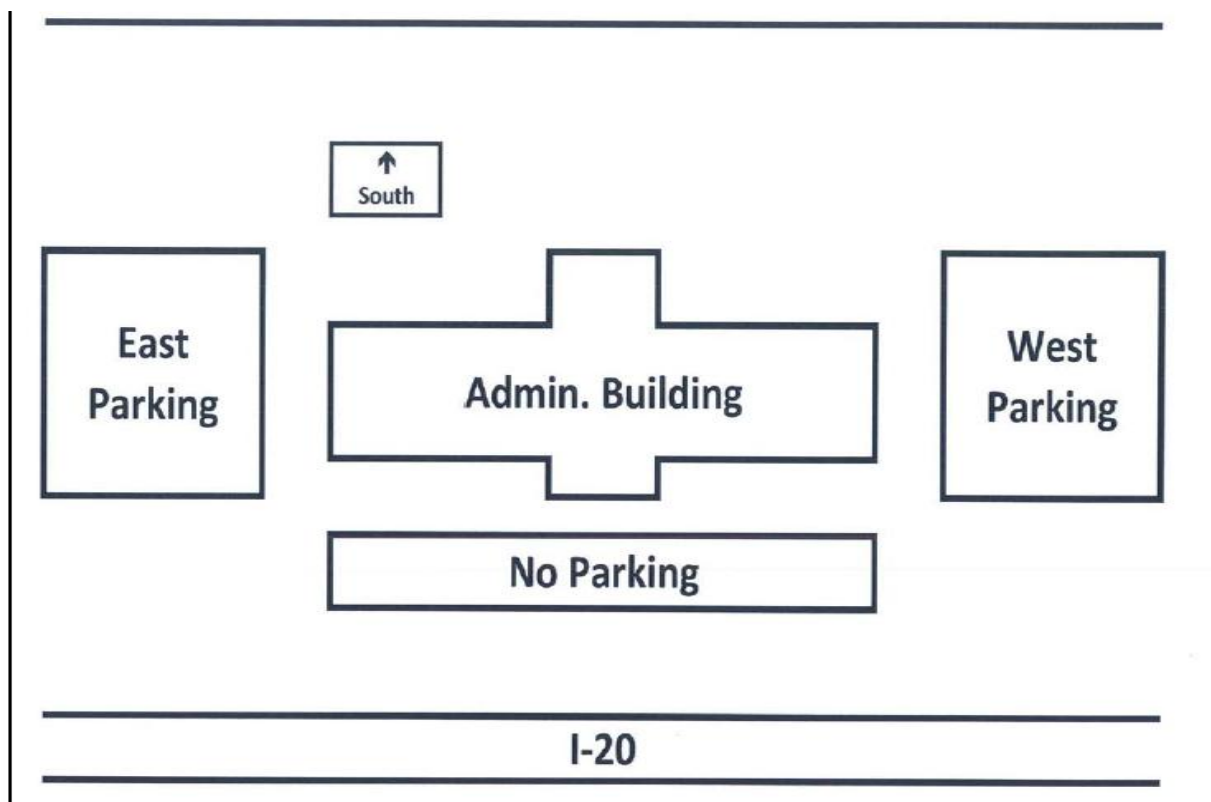 ↑
South
East
Parking
Admin. Building
West
Parking
No Parking
I-20